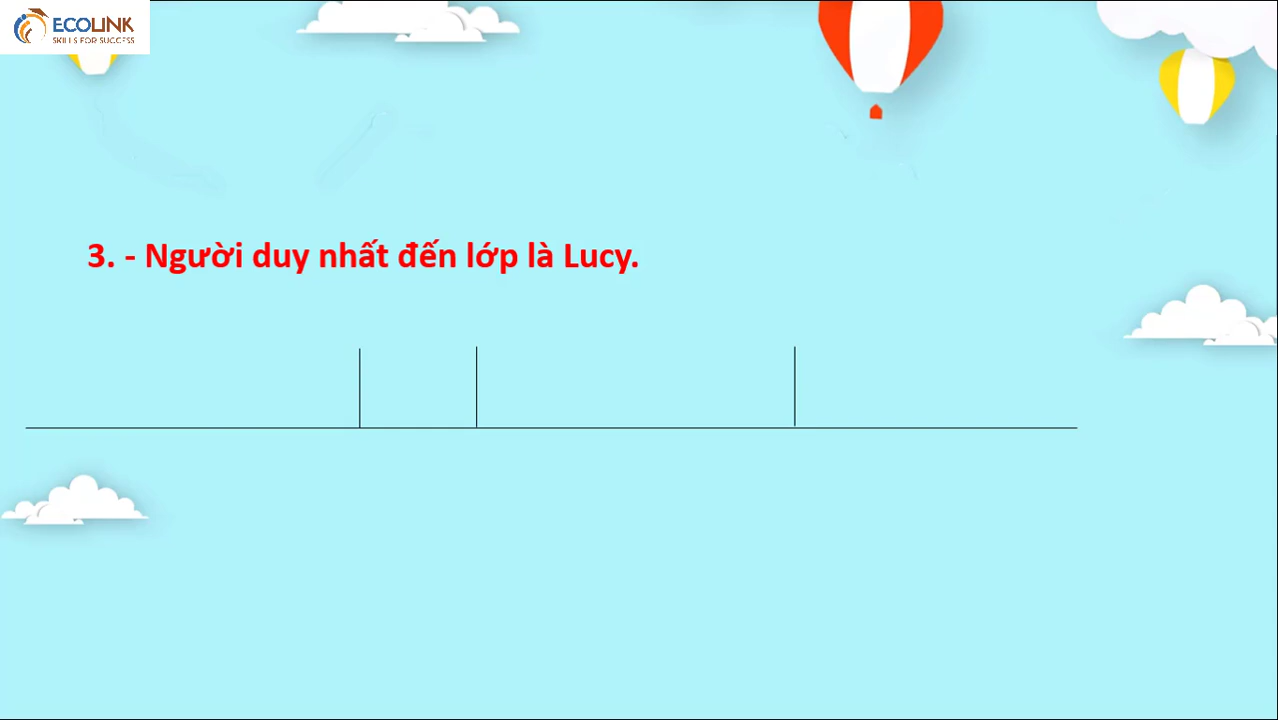 ECOLINK
SKILLS FOR SUCCESS
3. - Người duy nhất đến lớp là Lucy.